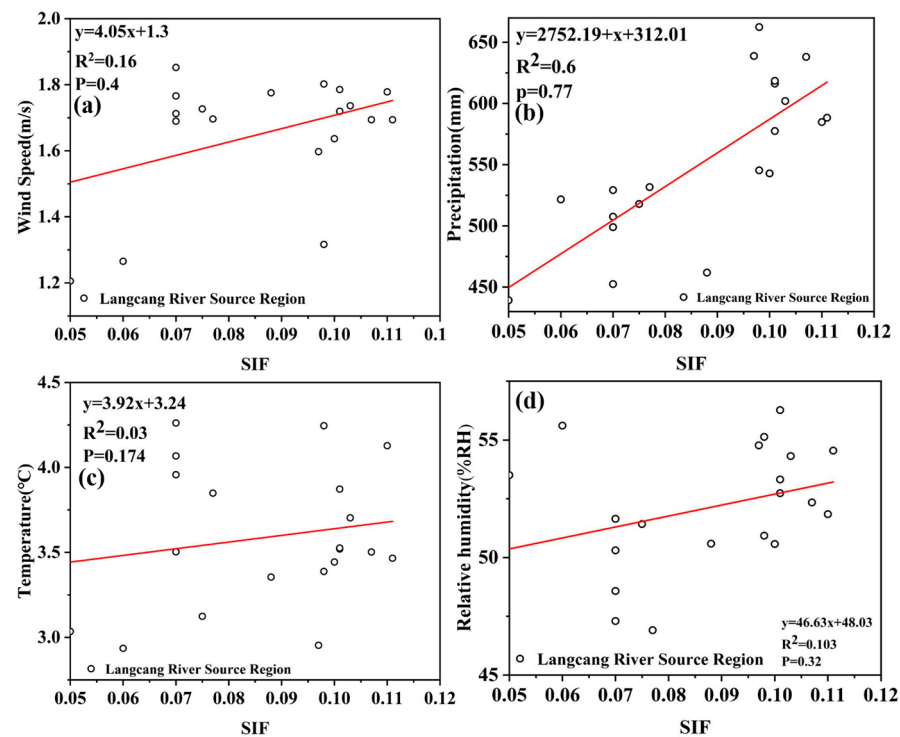 2.0
1.8
1.6
1.4
1.2
Wind Speed(m/s)
y=4.05x+1.3
R²=0.16
P=0.4
(a)
Langcang River Source Region
0.05 0.06 0.07 0.08 0.09 0.10 0.11 0.1
SIF
650
600
550
500
450
Precipitation(mm)
y=2752.19+x+312.01
R²=0.6
p=0.77
(b)
Langcang River Source Region
0.05 0.06 0.07 0.08 0.09 0.10 0.11 0.12
SIF
4.5
4.0
3.5
3.0
Temperature(℃)
y=3.92x+3.24
R²=0.03
P=0.174
(c)
Langcang River Source Region
0.05 0.06 0.07 0.08 0.09 0.10 0.11 0.12
SIF
55
50
45
Relative humidity(%RH)
(d)
y=46.63x+48.03
R²=0.103
P=0.32
Langcang River Source Region
0.05 0.06 0.07 0.08 0.09 0.10 0.11 0.12
SIF